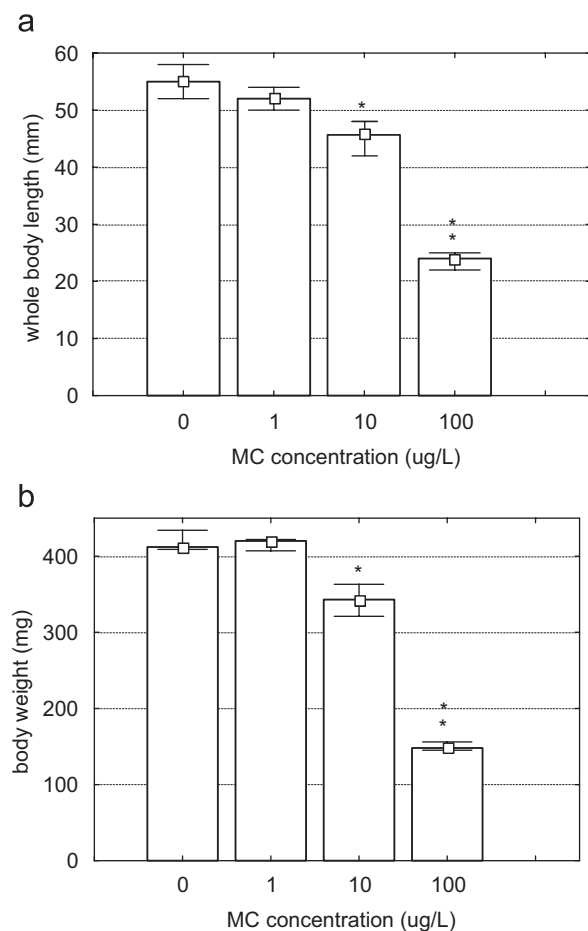 a
60
50
40
30
20
10
0
whole body length (mm)
*
*
*
0 1 10 100
MC concentration (ug/L)
b
400
300
200
100
0
body weight (mg)
*
*
*
0 1 10 100
MC concentration (ug/L)